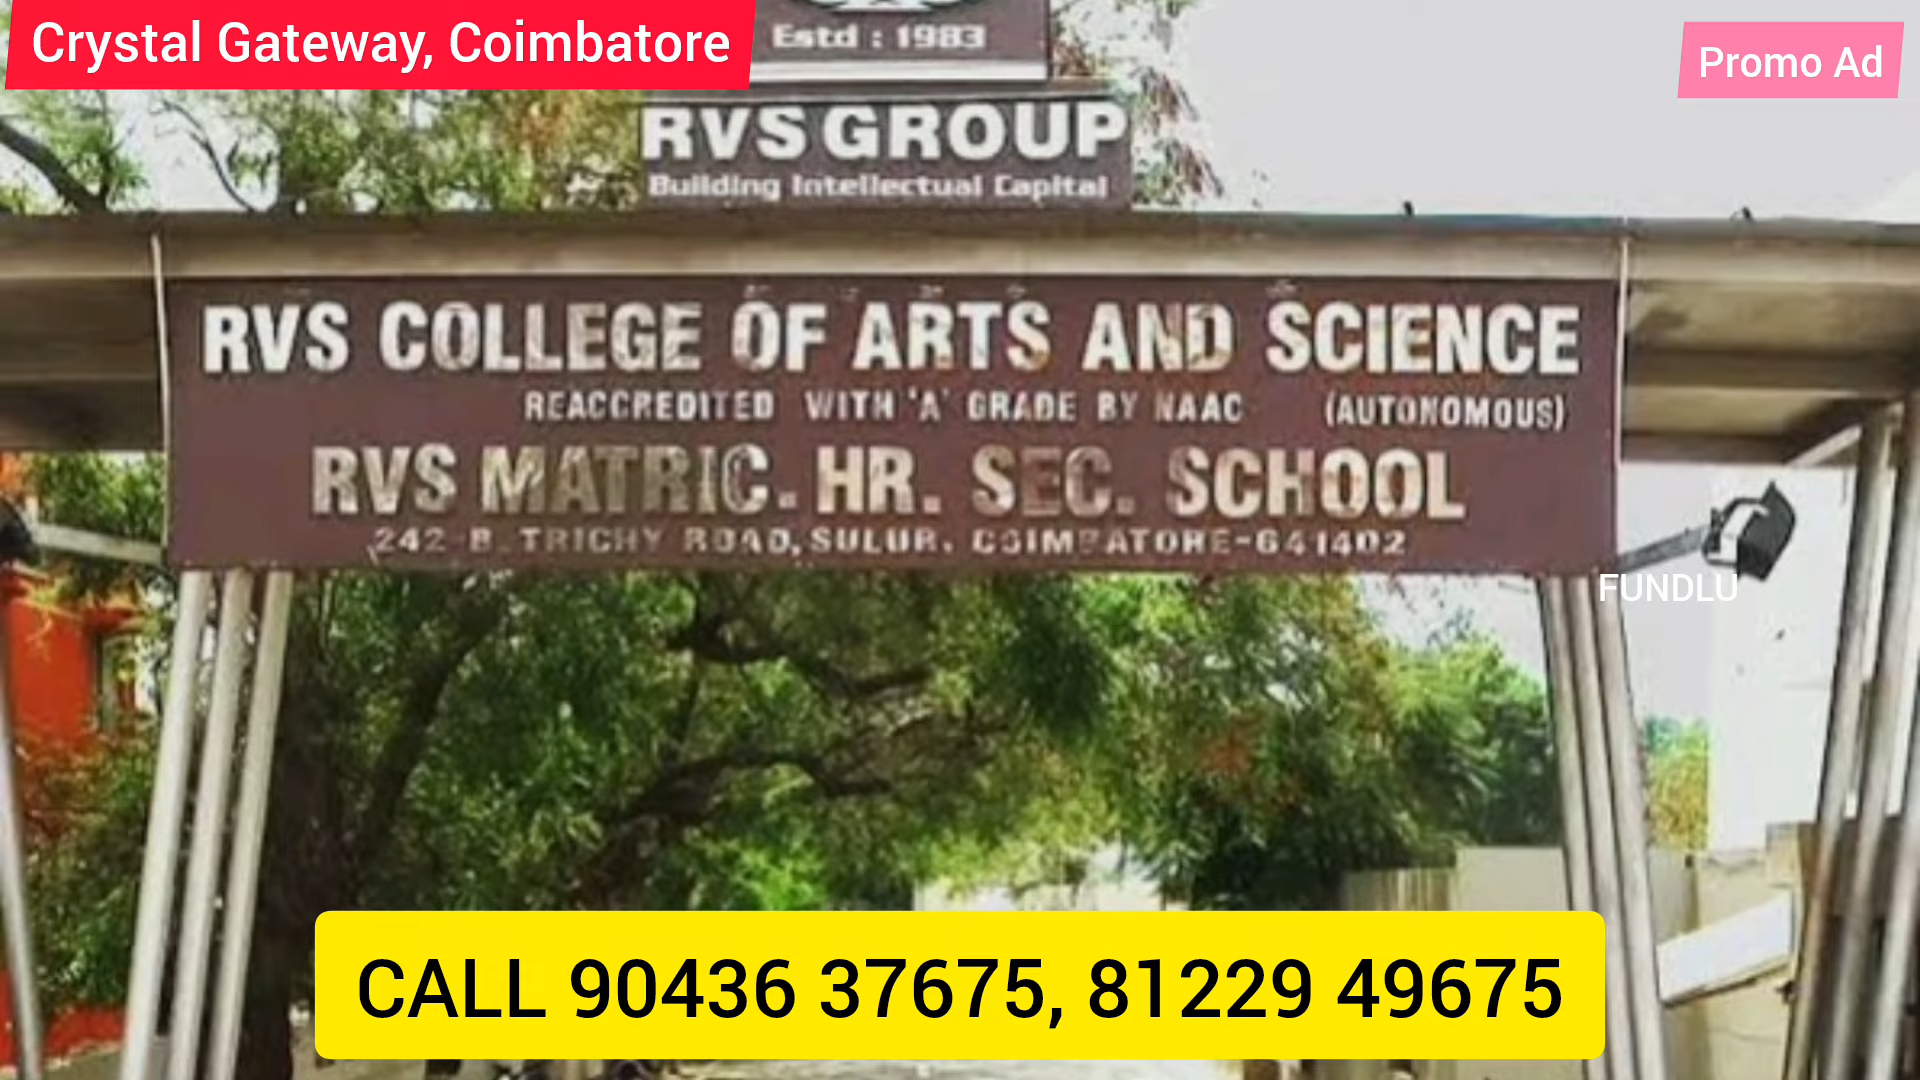 Crystal Gateway, Coimbatore
Promo Ad
Estd : 1983
RVS GROUP
Building Intellectual Capital
RVS COLLEGE OF ARTS AND SCIENCE
REACCREDITED WITH 'A' GRADE BY NAAC (AUTONOMOUS)
RVS MATRIC. HR. SEC. SCHOOL
242-B, TRICHY ROAD, SULUR, COIMBATORE-641402
FUNDLU
CALL 90436 37675, 81229 49675